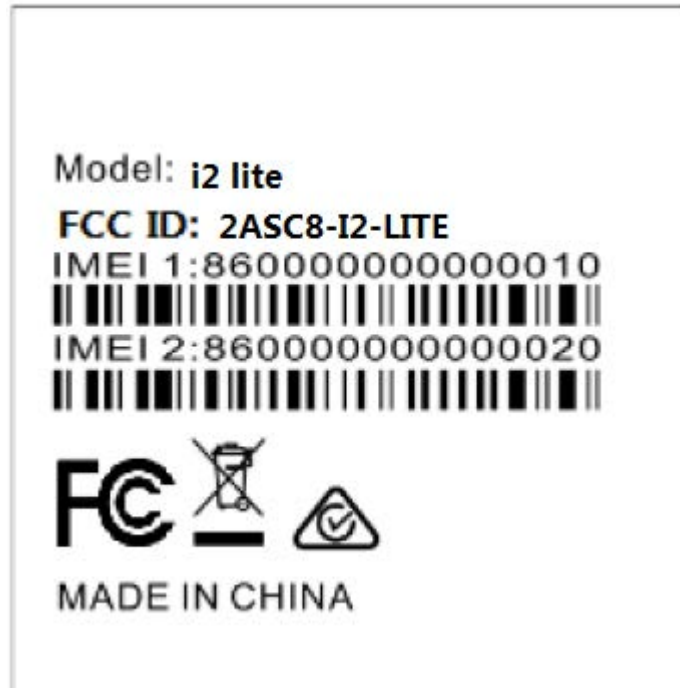 Model: i2 lite
FCC ID: 2ASC8-I2-LITE
IMEI 1:860000000000010
IMEI 2:860000000000020
FC
MADE IN CHINA